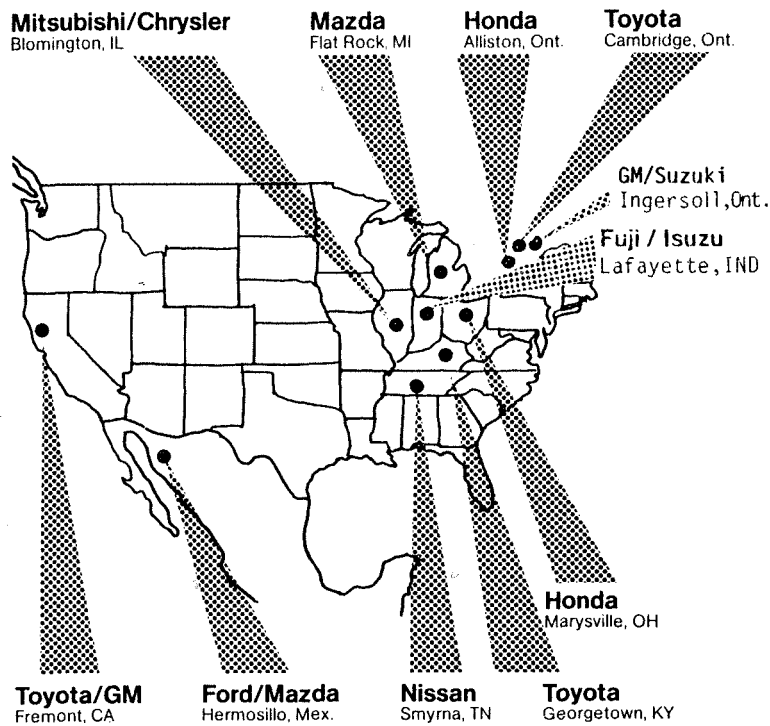 Mitsubishi/Chrysler
Blomington, IL
Mazda
Flat Rock, MI
Honda
Alliston, Ont.
Toyota
Cambridge, Ont.
GM/Suzuki
Ingersoll,Ont.
Fuji / Isuzu
Lafayette,IND
Honda
Marysville, OH
Toyota/GM
Fremont, CA
Ford/Mazda
Hermosillo, Mex.
Nissan
Smyrna, TN
Toyota
Georgetown, KY